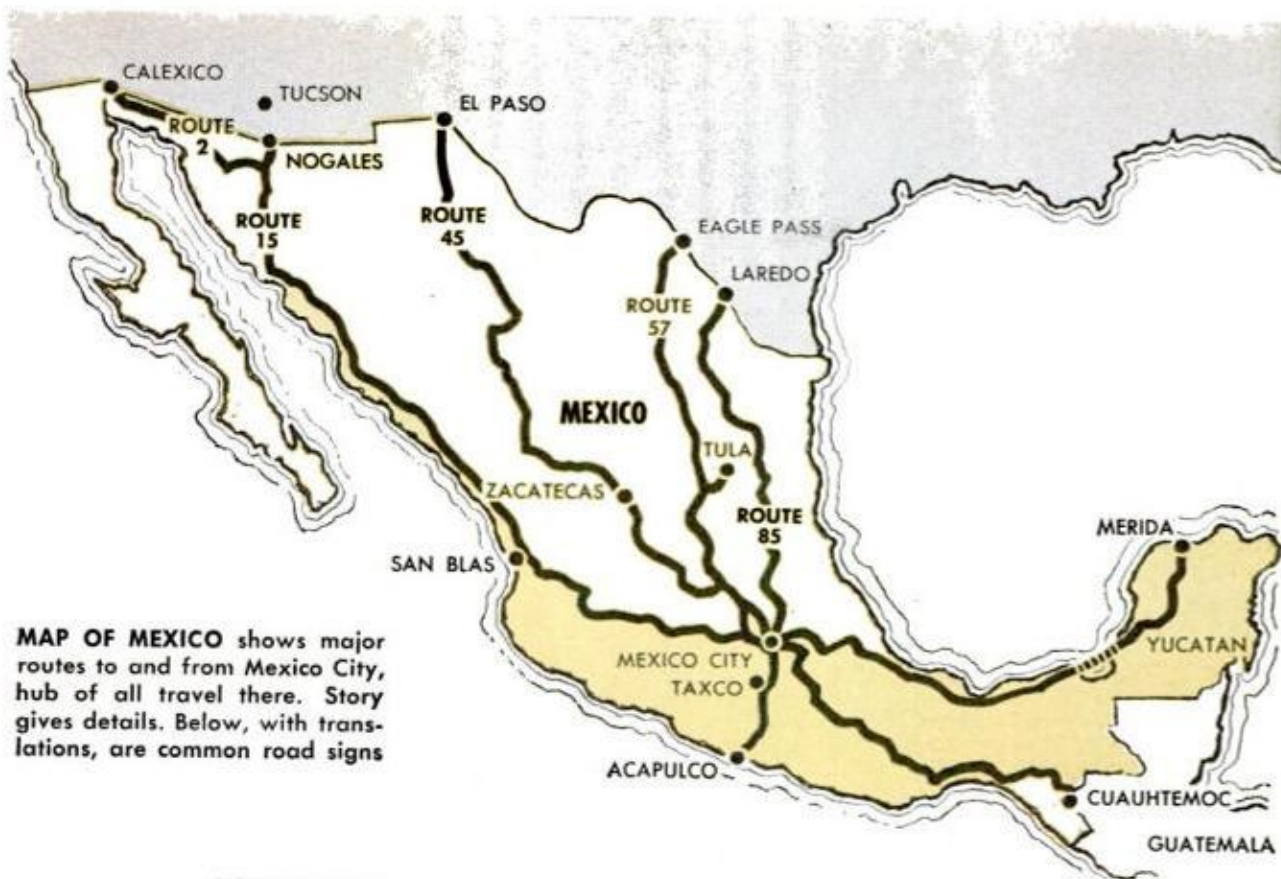 CALEXICO
TUCSON
EL PASO
ROUTE
2
NOGALES
ROUTE
15
ROUTE
45
EAGLE PASS
LAREDO
ROUTE
57
MEXICO
TULA
ZACATECAS
ROUTE
85
MERIDA
SAN BLAS
YUCATAN
MEXICO CITY
TAXCO
ACAPULCO
CUAUHTEMOC
GUATEMALA
MAP OF MEXICO shows major
routes to and from Mexico City,
hub of all travel there. Story
gives details. Below, with trans-
lations, are common road signs